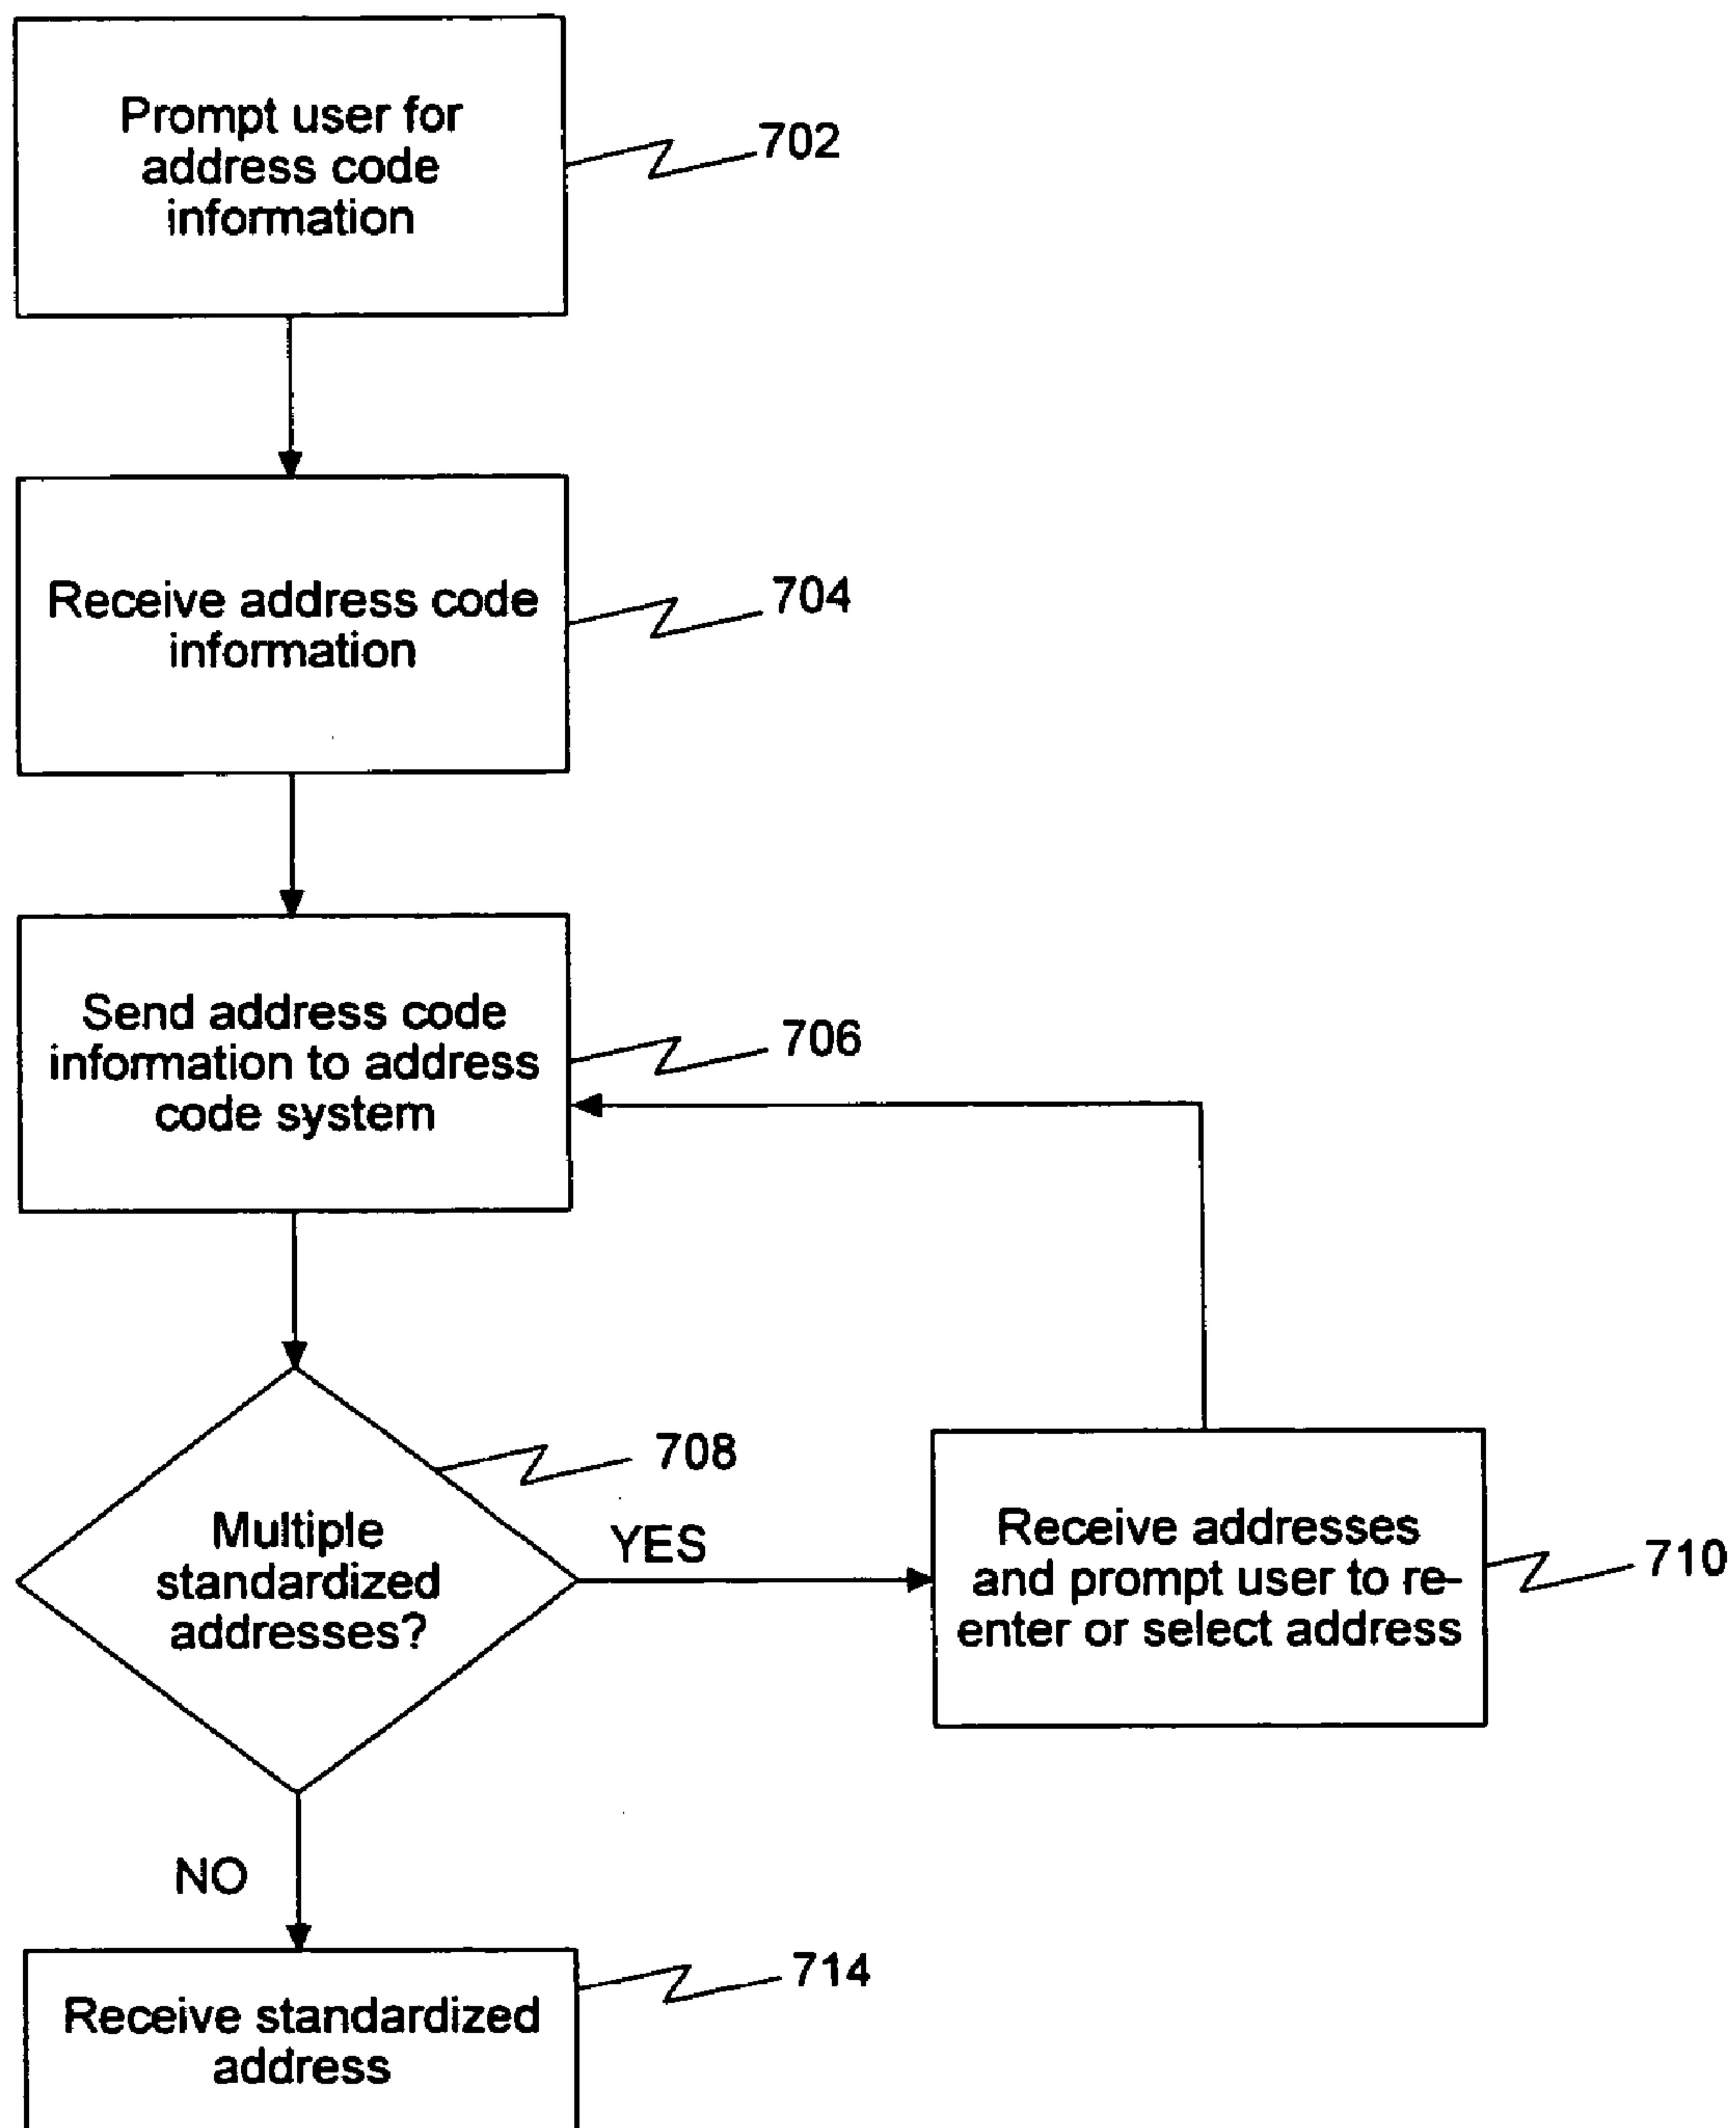 Prompt user for
address code
information
702
Receive address code
information
704
Send address code
information to address
code system
706
708
Multiple
standardized
addresses?
YES
Receive addresses
and prompt user to re-
enter or select address
710
NO
714
Receive standardized
address